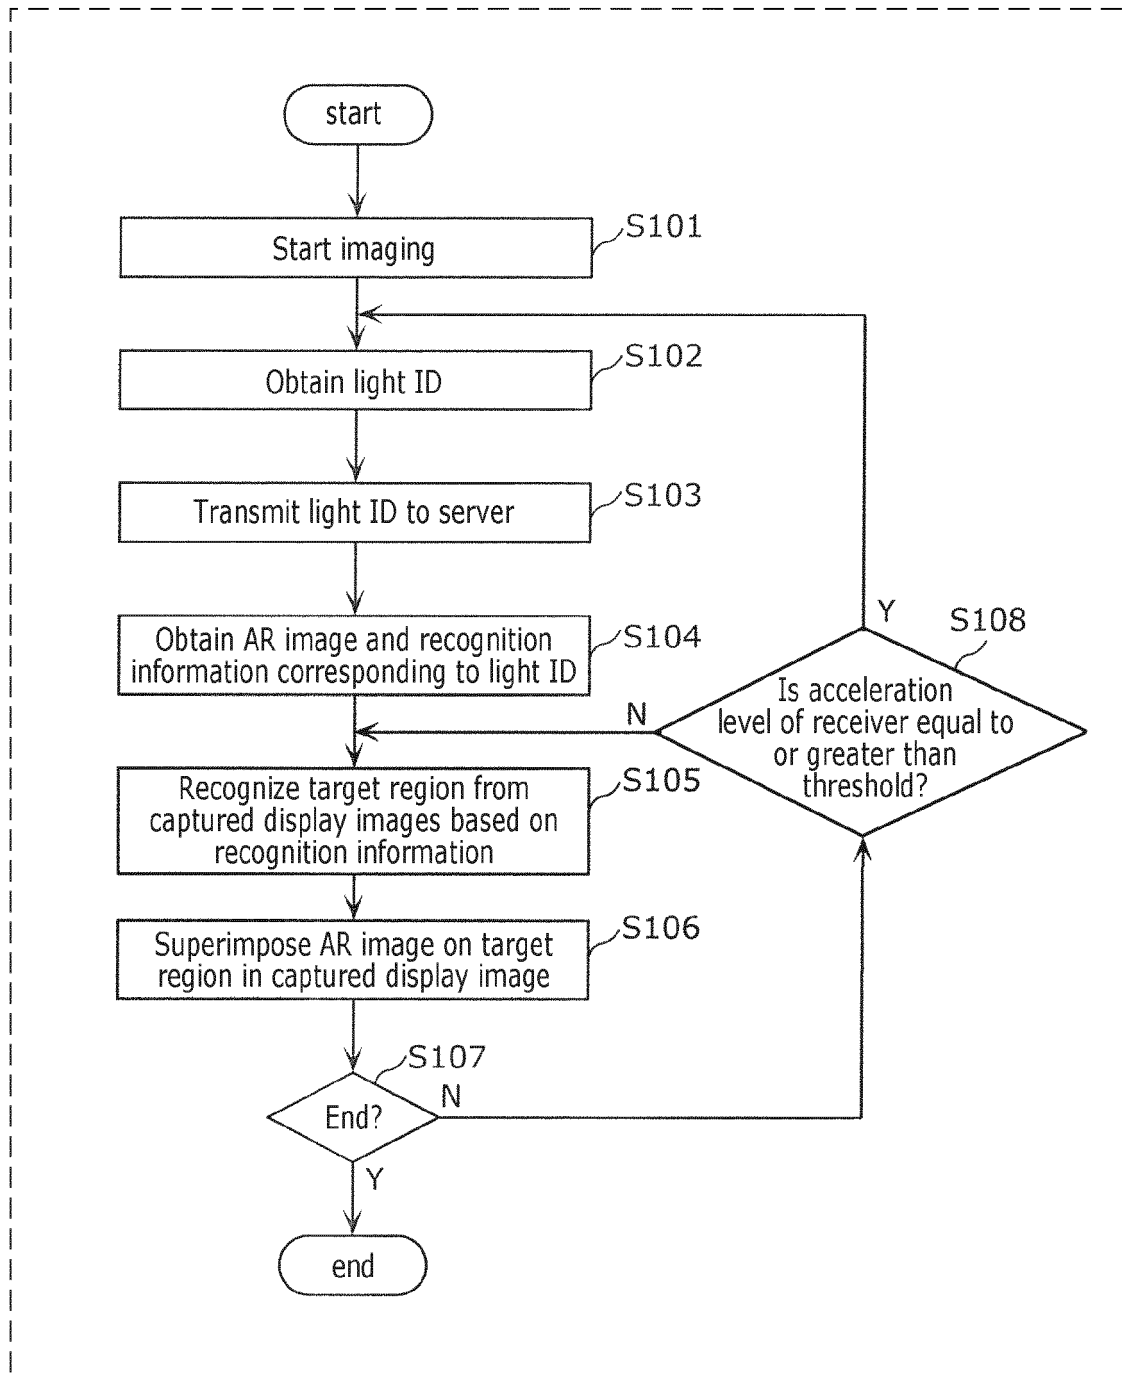 start
S101
Start imaging
S102
Obtain light ID
S103
Transmit light ID to server
S104
Obtain AR image and recognition
information corresponding to light ID
S108
Y
Is acceleration
level of receiver equal to
or greater than
threshold?
N
S105
Recognize target region from
captured display images based on
recognition information
S106
Superimpose AR image on target
region in captured display image
S107
End?
N
Y
end